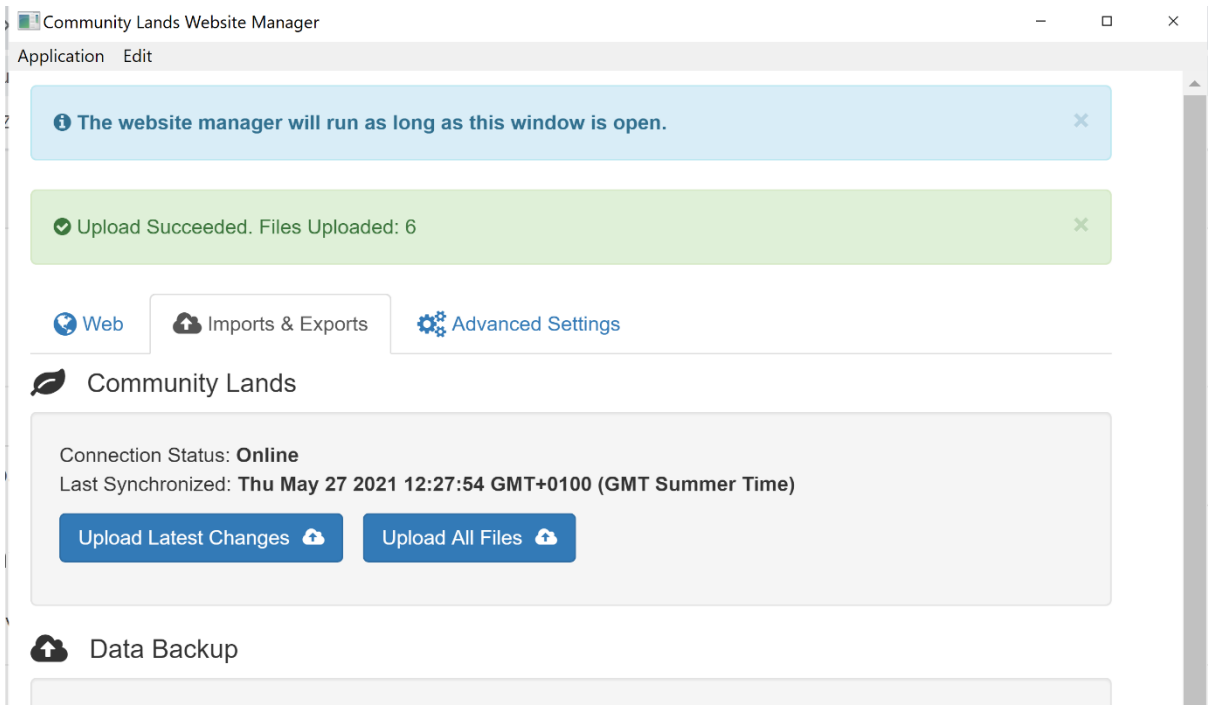 Community Lands Website Manager
Application Edit
The website manager will run as long as this window is open.
Upload Succeeded. Files Uploaded: 6
Web Imports & Exports Advanced Settings
Community Lands
Connection Status: Online
Last Synchronized: Thu May 27 2021 12:27:54 GMT+0100 (GMT Summer Time)
Upload Latest Changes Upload All Files
Data Backup